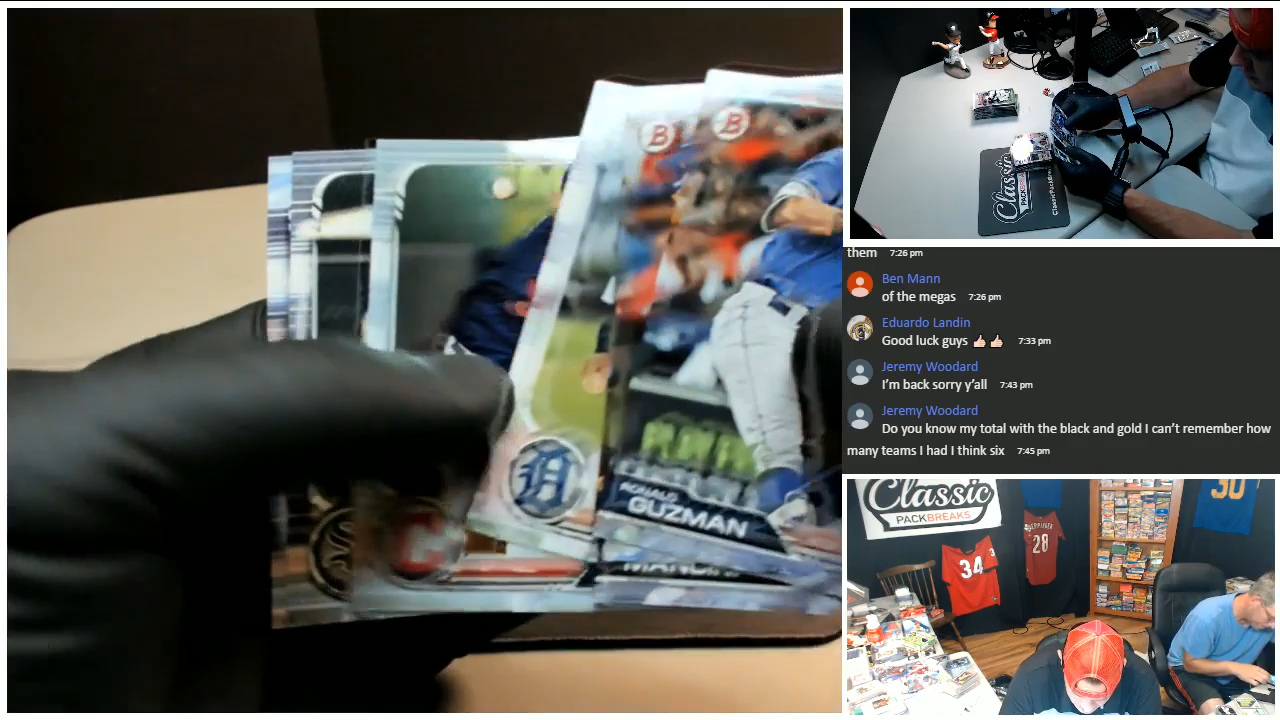 B
B
RONALD
GUZMAN
D
Classic
PACK
them 7:26 pm
Ben Mann
of the megas 7:26 pm
Eduardo Landin
Good luck guys 👍🏻👍🏻 7:33 pm
Jeremy Woodard
I'm back sorry y'all 7:43 pm
Jeremy Woodard
Do you know my total with the black and gold I can't remember how
many teams I had I think six 7:45 pm
Classic
PACKBREAKS
34
28
30